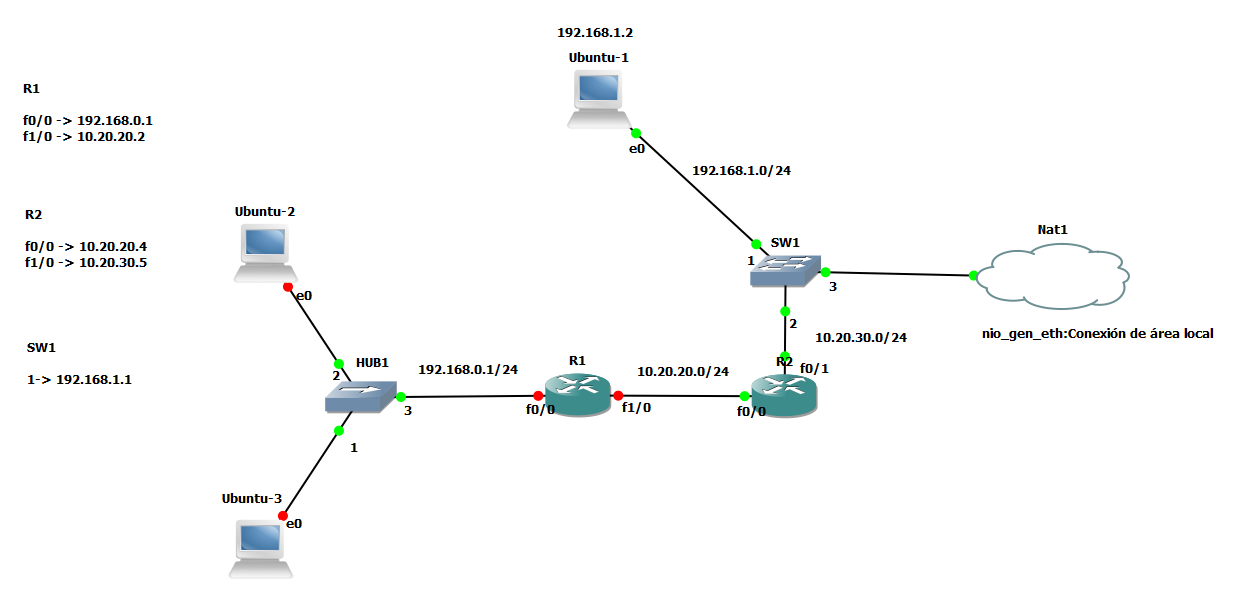 192.168.1.2
Ubuntu-1
e0
192.168.1.0/24
R1
f0/0 -> 192.168.0.1
f1/0 -> 10.20.20.2
R2
f0/0 -> 10.20.20.4
f1/0 -> 10.20.30.5
SW1
1-> 192.168.1.1
Ubuntu-2
e0
SW1
1
3
2
Nat1
nio_gen_eth:Conexión de área local
10.20.30.0/24
HUB1
2
3
1
192.168.0.1/24
R1
f0/0
f1/0
10.20.20.0/24
R2
f0/1
f0/0
Ubuntu-3
e0